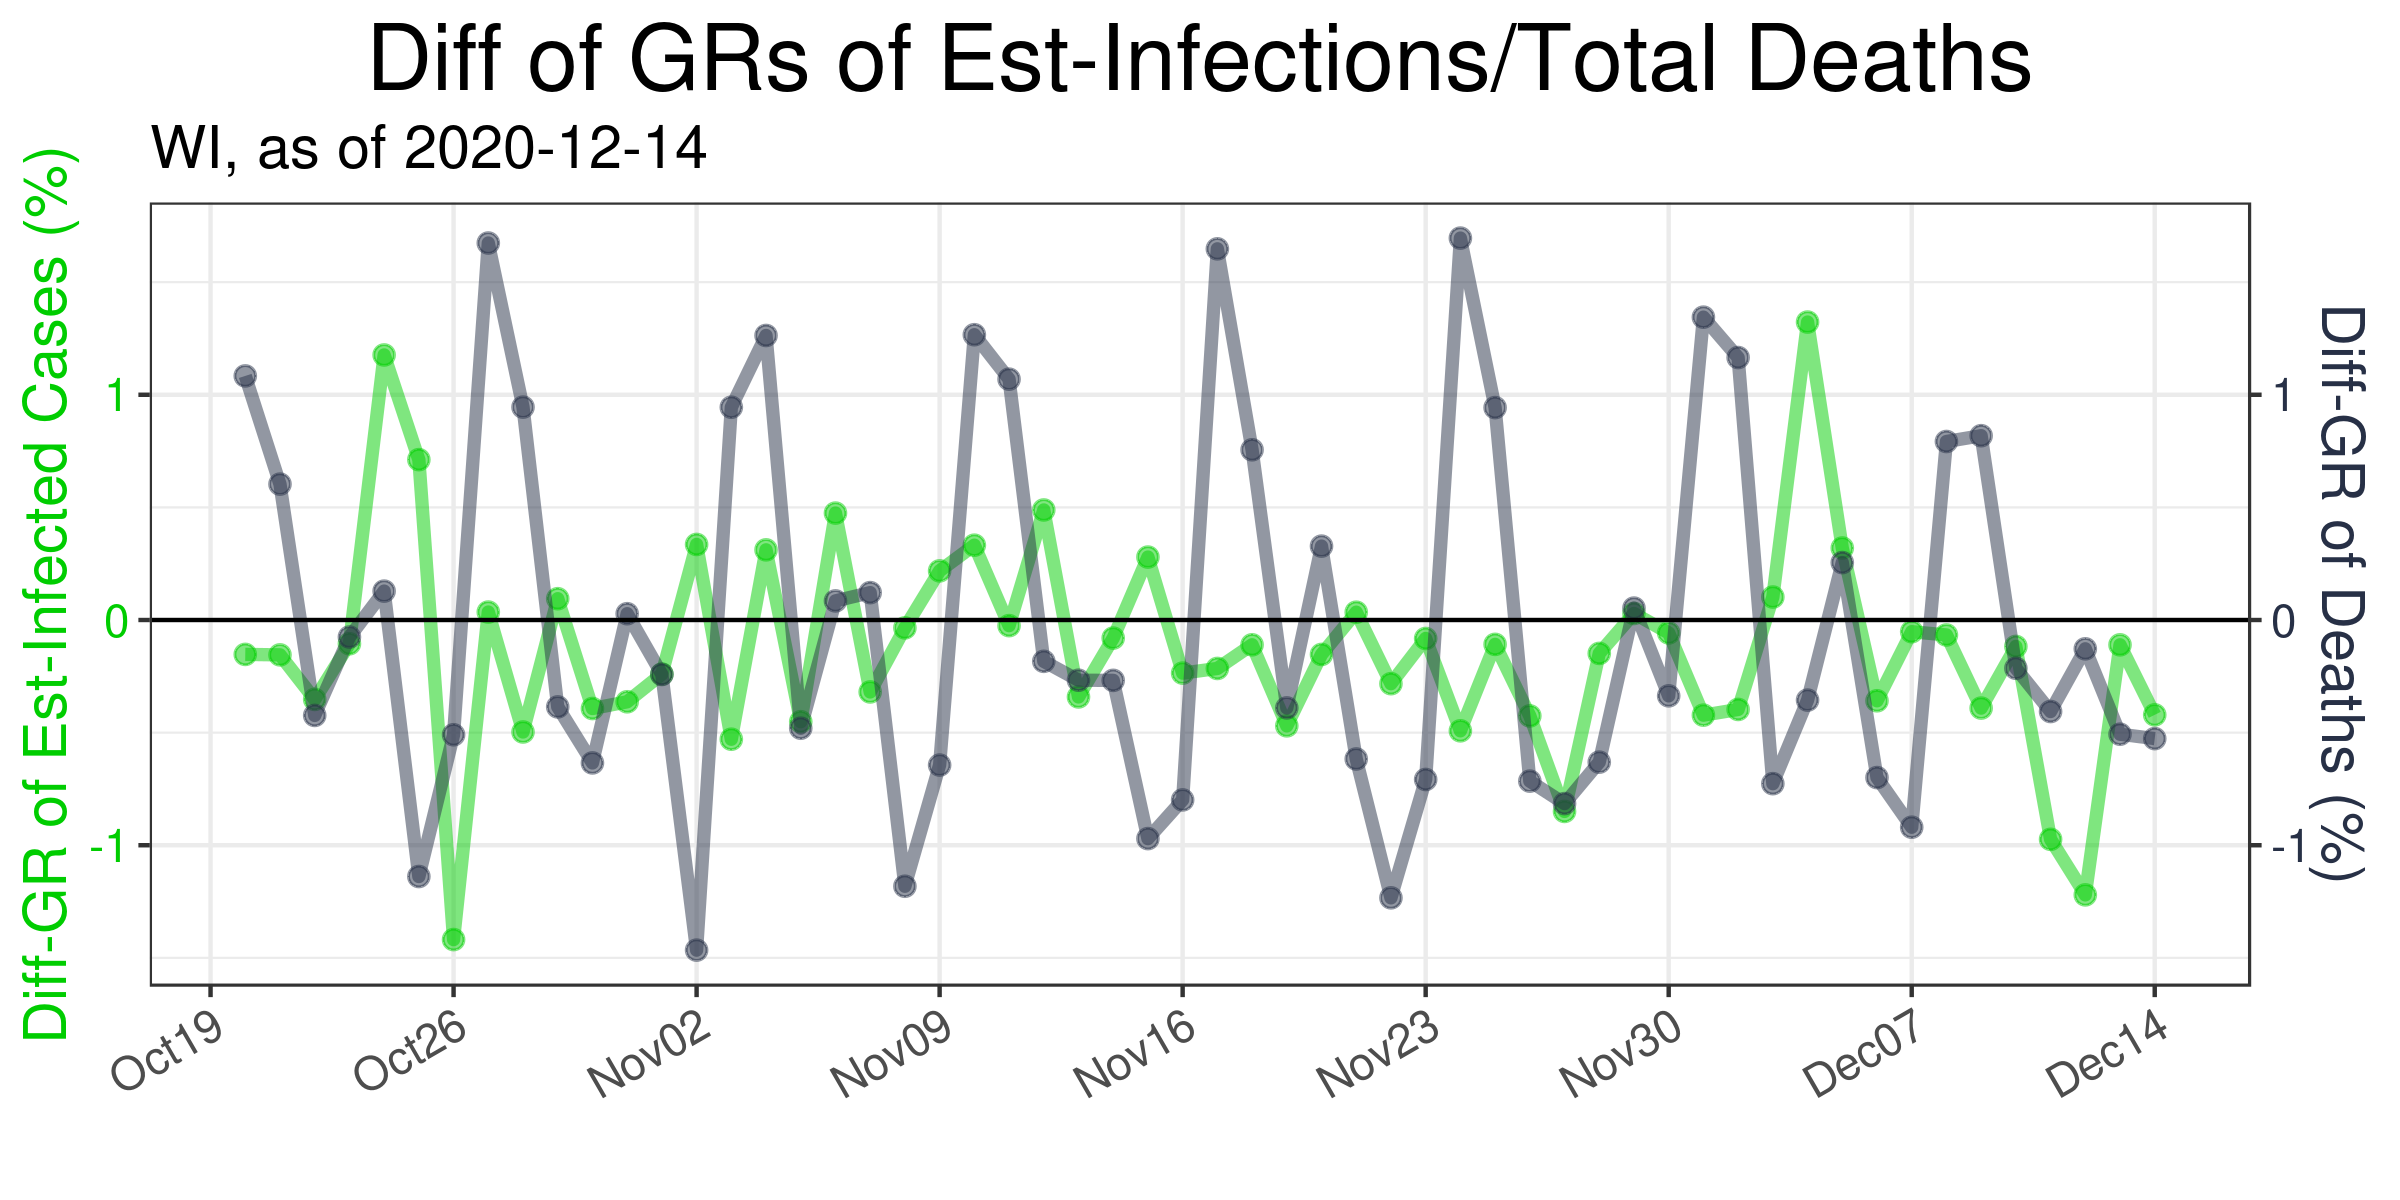 Diff of GRs of Est-Infections/Total Deaths
WI, as of 2020-12-14
Diff-GR of Est-Infected Cases (%)
1
0
-1
1
0
-1
Diff-GR of Deaths (%)
Oct19
Oct26
Nov02
Nov09
Nov16
Nov23
Nov30
Dec07
Dec14